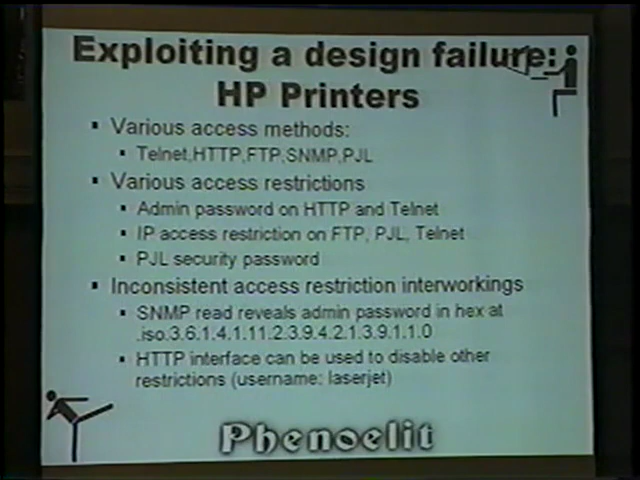 Exploiting a design failure:
HP Printers
▪ Various access methods:
▪ Telnet,HTTP,FTP,SNMP,PJL
▪ Various access restrictions
▪ Admin password on HTTP and Telnet
▪ IP access restriction on FTP, PJL, Telnet
▪ PJL security password
▪ Inconsistent access restriction interworkings
▪ SNMP read reveals admin password in hex at
.iso.3.6.1.4.1.11.2.3.9.4.2.1.3.9.1.1.0
▪ HTTP interface can be used to disable other
restrictions (username: laserjet)
Phenoelit